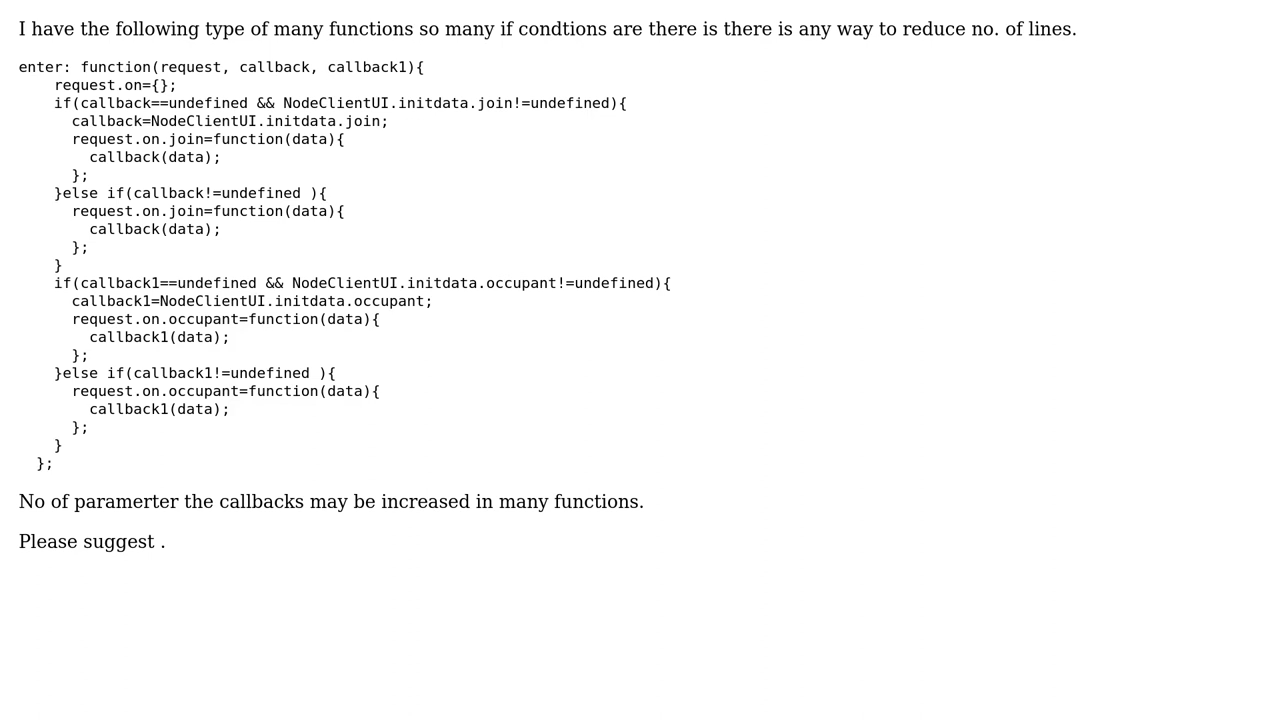 I have the following type of many functions so many if condtions are there is there is any way to reduce no. of lines.
enter: function(request, callback, callback1){
    request.on={};
    if(callback==undefined && NodeClientUI.initdata.join!=undefined){
      callback=NodeClientUI.initdata.join;
      request.on.join=function(data){
        callback(data);
      };
    }else if(callback!=undefined ){
      request.on.join=function(data){
        callback(data);
      };
    }
    if(callback1==undefined && NodeClientUI.initdata.occupant!=undefined){
      callback1=NodeClientUI.initdata.occupant;
      request.on.occupant=function(data){
        callback1(data);
      };
    }else if(callback1!=undefined ){
      request.on.occupant=function(data){
        callback1(data);
      };
    }
  };
No of paramerter the callbacks may be increased in many functions.
Please suggest .